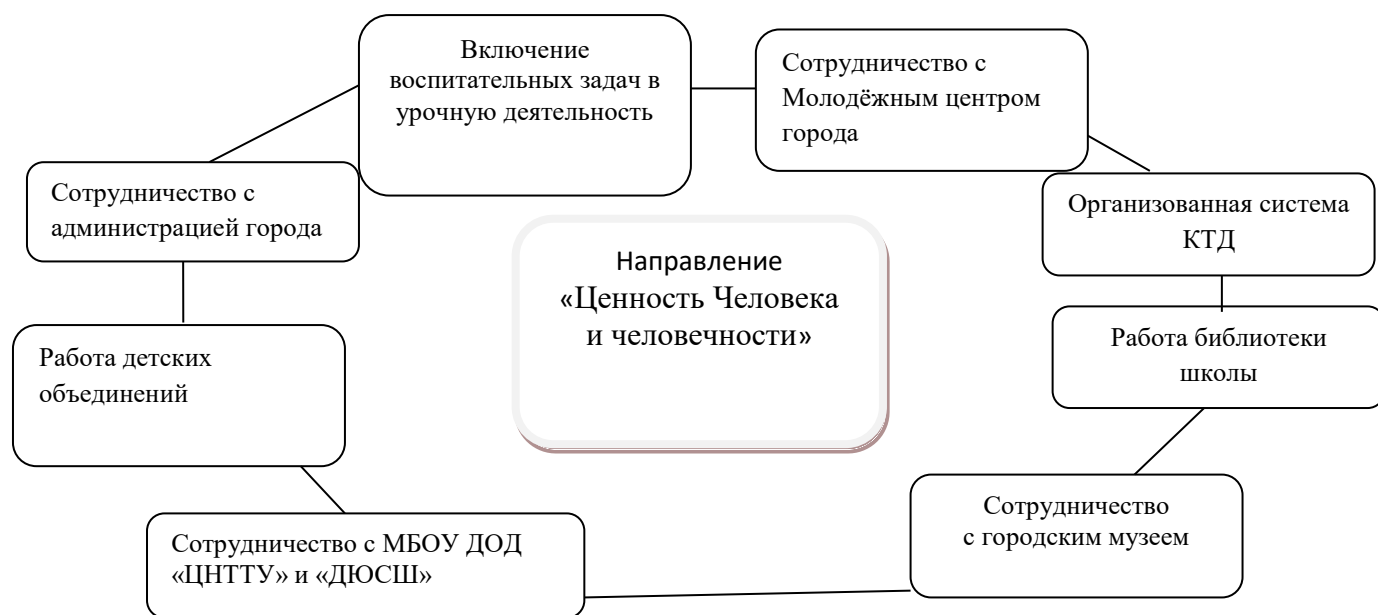 Включение
воспитательных задач в
урочную деятельность
Сотрудничество с
Молодёжным центром
города
Сотрудничество с
администрацией города
Организованная система
КТД
Направление
«Ценность Человека
и человечности»
Работа детских
объединений
Работа библиотеки
школы
Сотрудничество
с городским музеем
Сотрудничество с МБОУ ДОД
«ЦНТТУ» и «ДЮСШ»